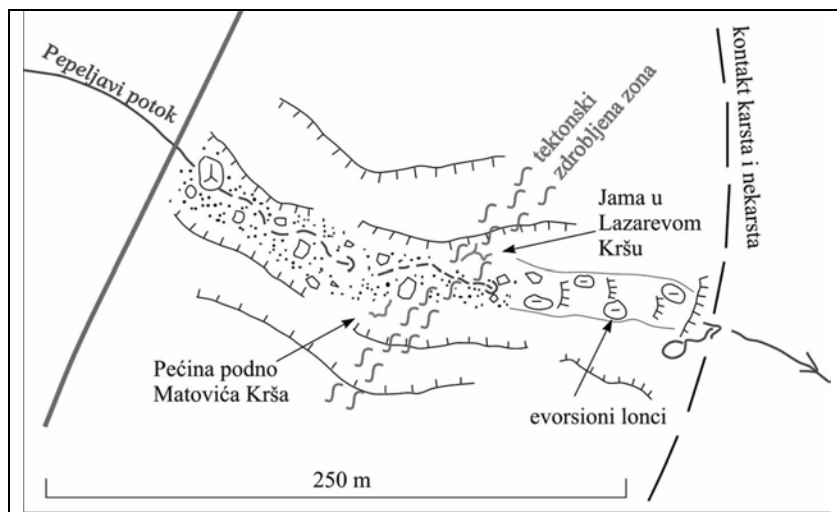 Pepeljavi potok
tektonski
zdrobljena zona
kontakt karsta i nekarsta
Jama u
Lazarevom
Kršu
Pećina podno
Matovića Krša
evorsioni lonci
250 m